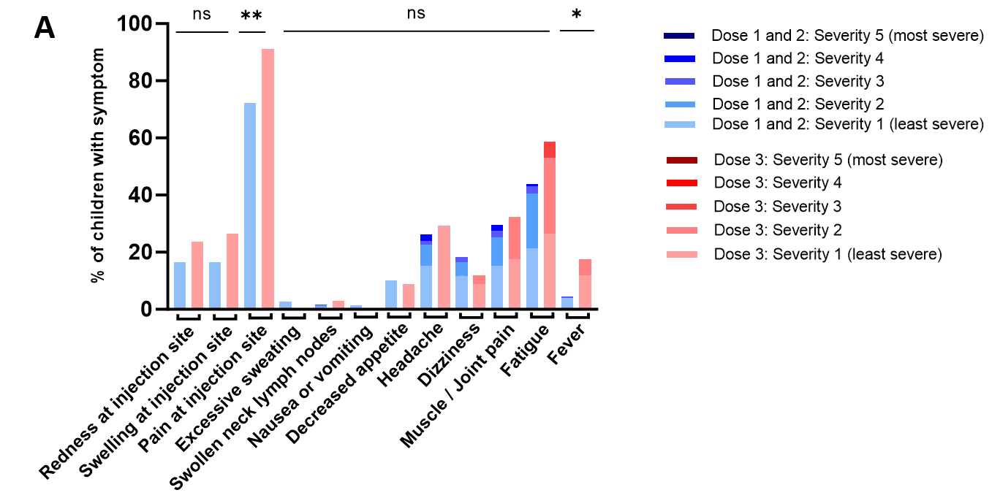 A
% of children with symptom
100
80
60
40
20
0
ns
**
ns
*
Redness at injection site
Swelling at injection site
Pain at injection site
Excessive sweating
Swollen neck lymph nodes
Nausea or vomiting
Decreased appetite
Headache
Dizziness
Muscle / Joint pain
Fatigue
Fever
Dose 1 and 2: Severity 5 (most severe)
Dose 1 and 2: Severity 4
Dose 1 and 2: Severity 3
Dose 1 and 2: Severity 2
Dose 1 and 2: Severity 1 (least severe)
Dose 3: Severity 5 (most severe)
Dose 3: Severity 4
Dose 3: Severity 3
Dose 3: Severity 2
Dose 3: Severity 1 (least severe)